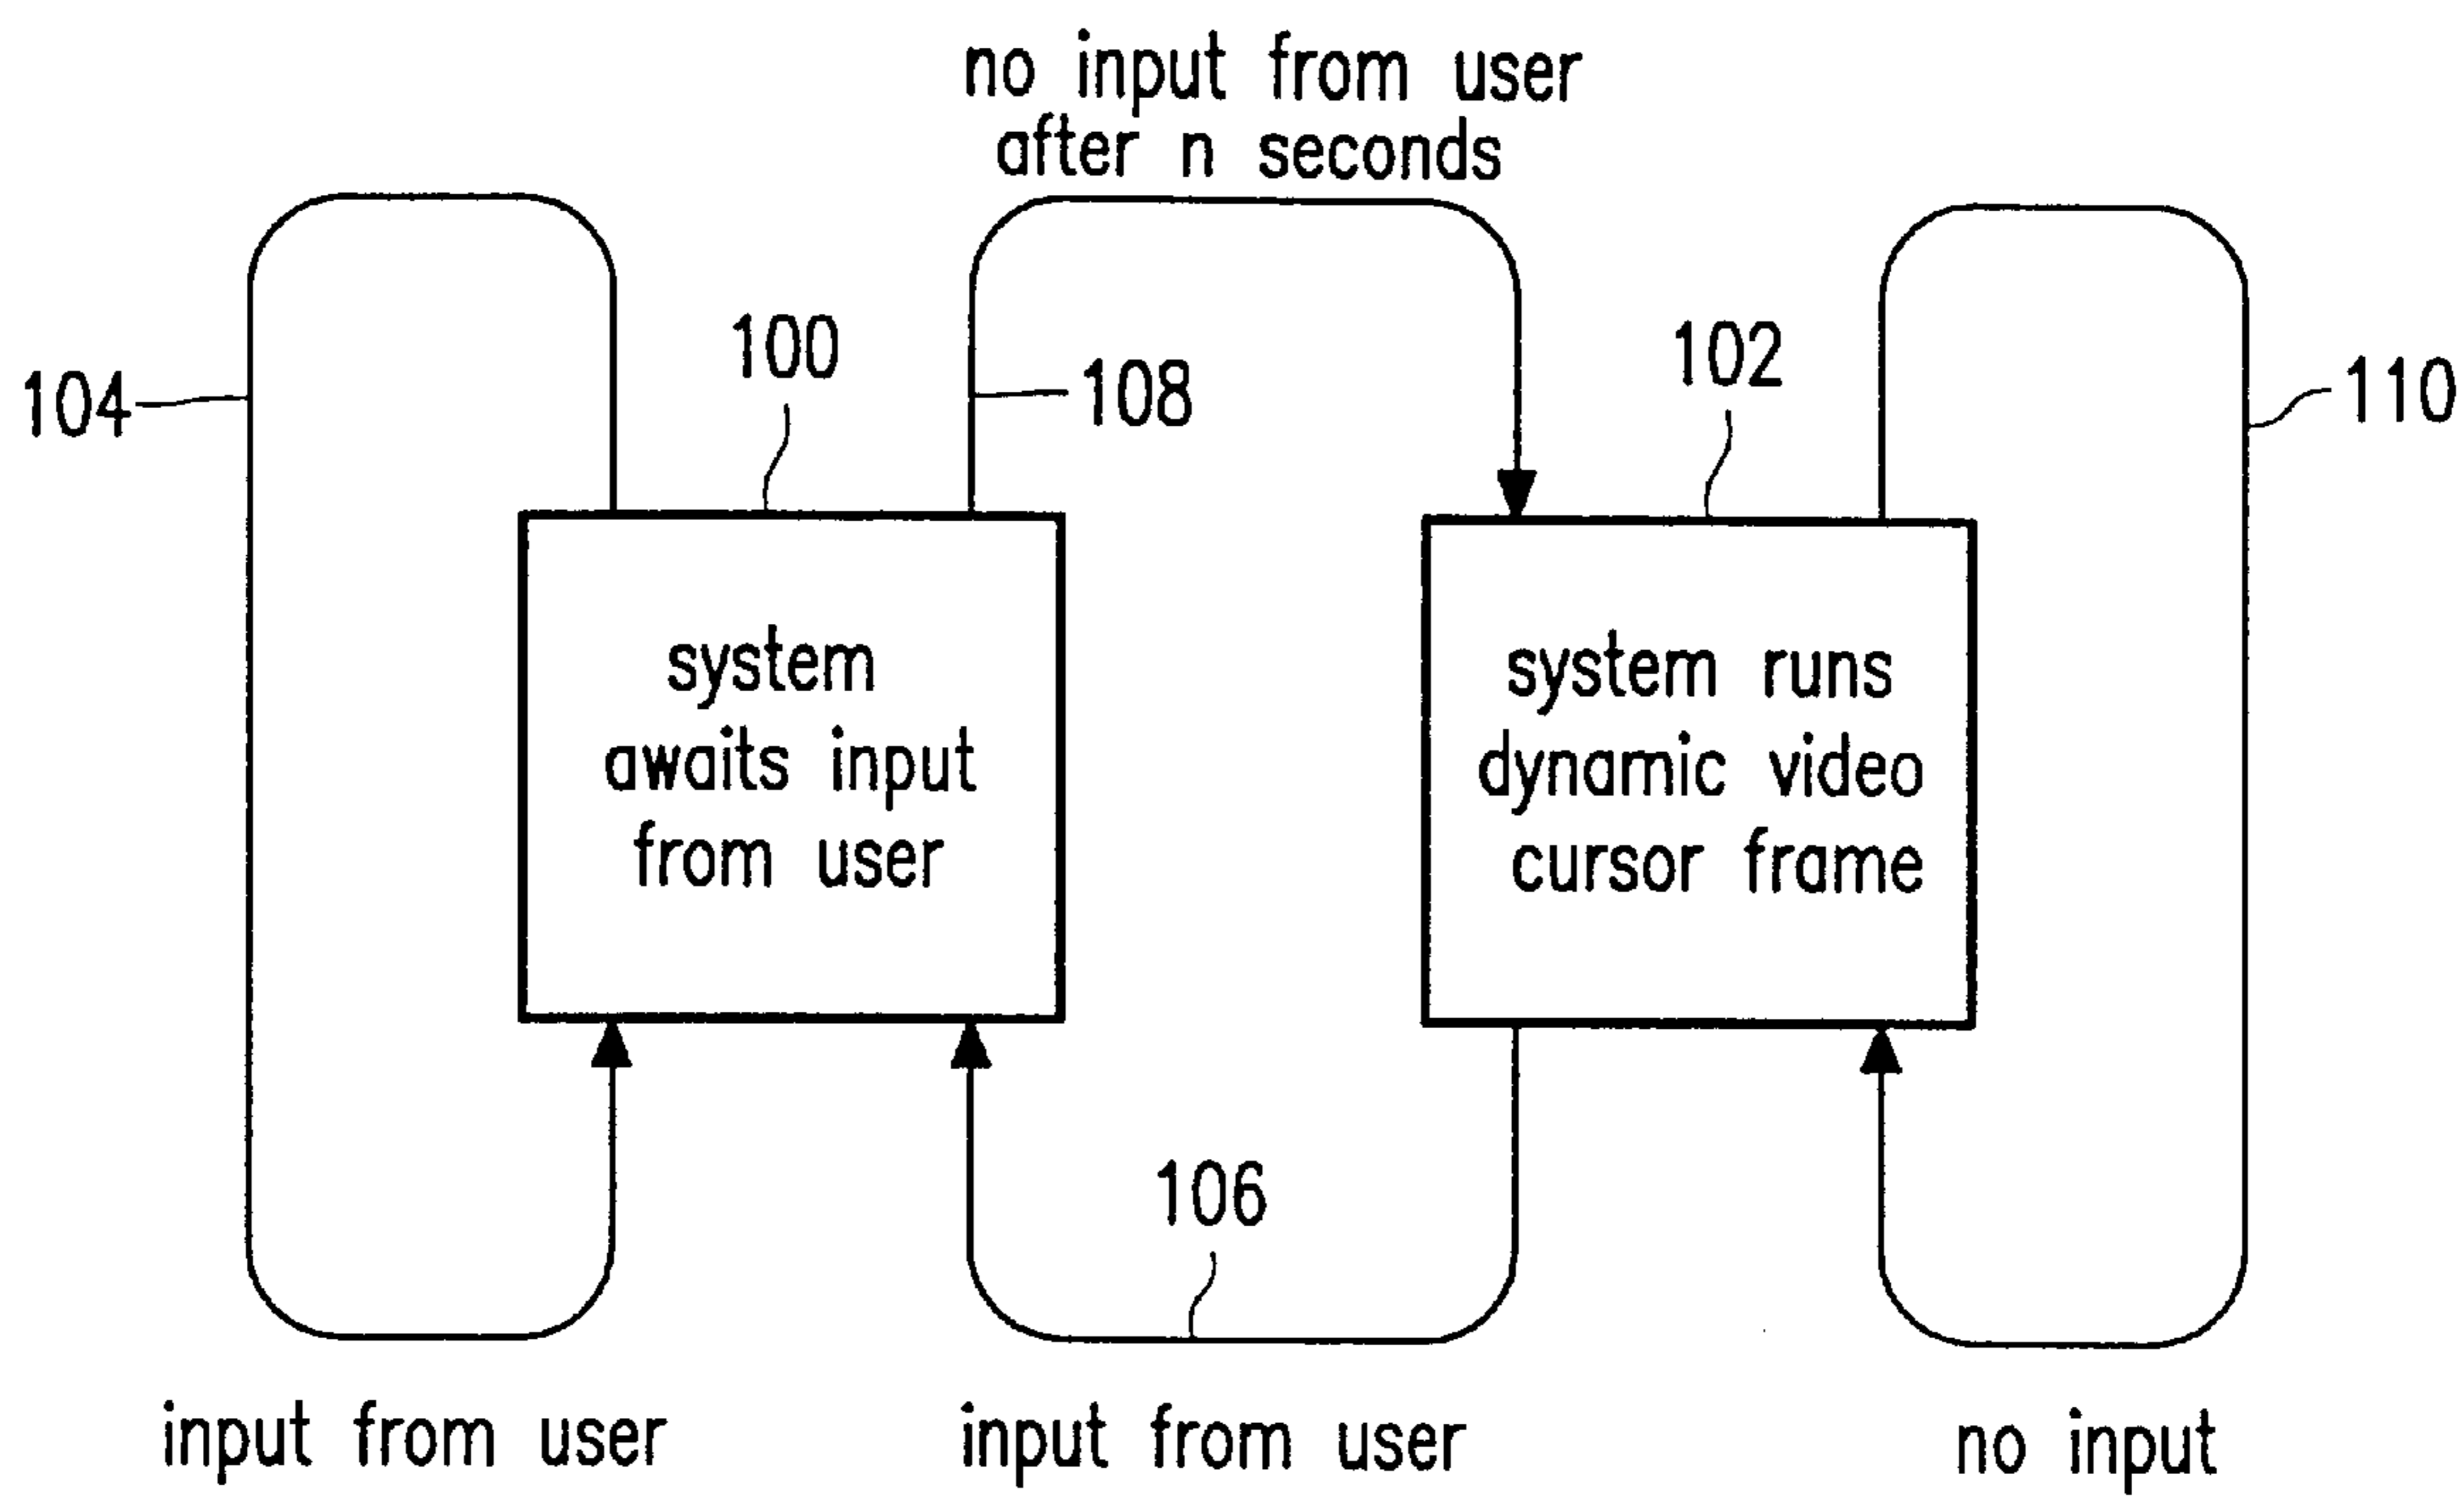 no input from user
after n seconds
104
100
108
102
110
system
awaits input
from user
system runs
dynamic video
cursor frame
106
input from user
input from user
no input